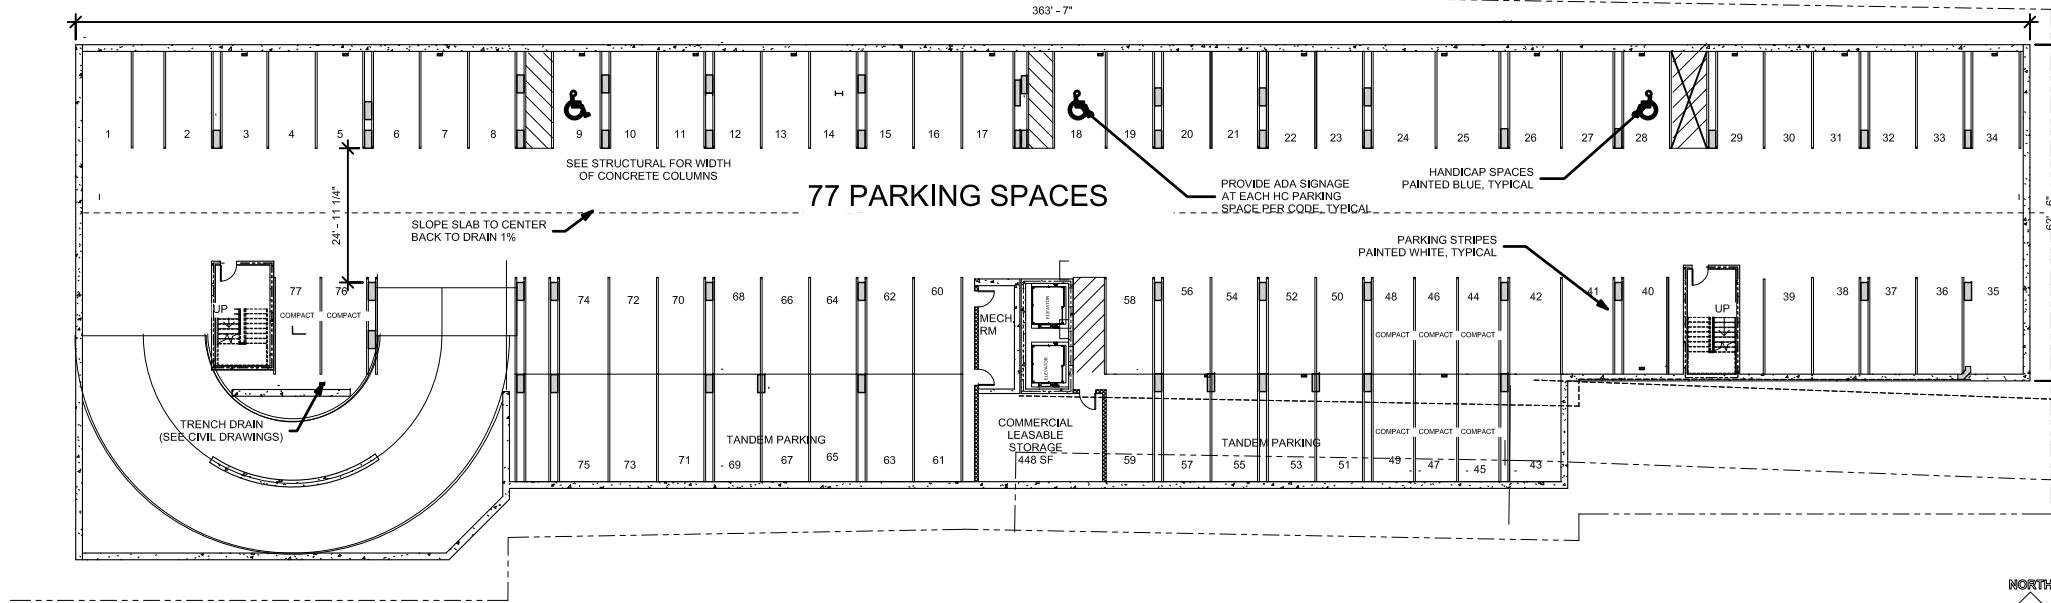 363' - 7"
1 2 3 4 5 6 7 8 9 10 11 12 13 14 15 16 17 18 19 20 21 22 23 24 25 26 27 28 29 30 31 32 33 34
SEE STRUCTURAL FOR WIDTH
OF CONCRETE COLUMNS
77 PARKING SPACES
PROVIDE ADA SIGNAGE
AT EACH HC PARKING
SPACE PER CODE, TYPICAL
HANDICAP SPACES
PAINTED BLUE, TYPICAL
24' - 11 1/4"
SLOPE SLAB TO CENTER
BACK TO DRAIN 1%
PARKING STRIPES
PAINTED WHITE, TYPICAL
62' - 6"
77 76 74 72 70 68 66 64 62 60 58 56 54 52 50 48 46 44 42 41 40 39 38 37 36 35
UP
COMPACT COMPACT
MECH.
RM
ELEVATOR
ELEVATOR
UP
COMPACT COMPACT COMPACT
TRENCH DRAIN
(SEE CIVIL DRAWINGS)
TANDEM PARKING
COMMERCIAL
LEASABLE
STORAGE
448 SF
TANDEM PARKING
COMPACT COMPACT COMPACT
75 73 71 69 67 65 63 61 59 57 55 53 51 49 47 45 43
NORTH